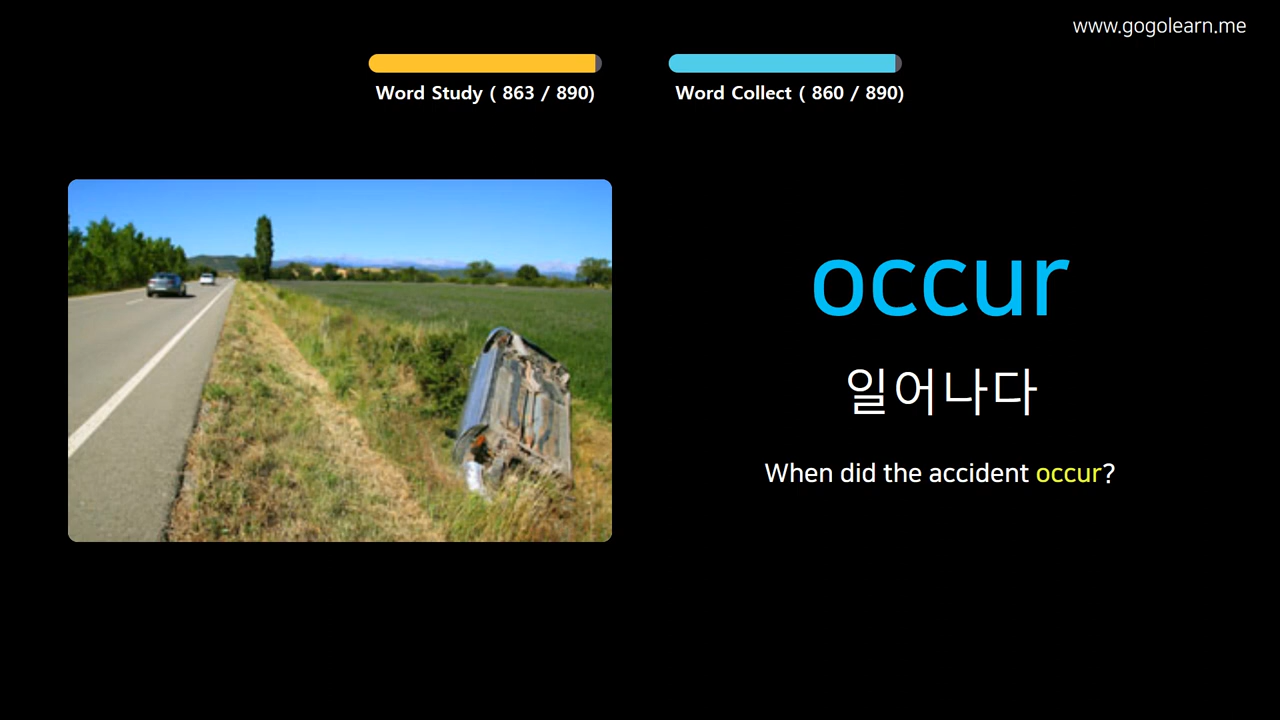 www.gogolearn.me
Word Study ( 863 / 890)
Word Collect ( 860 / 890)
occur
일어나다
When did the accident occur?